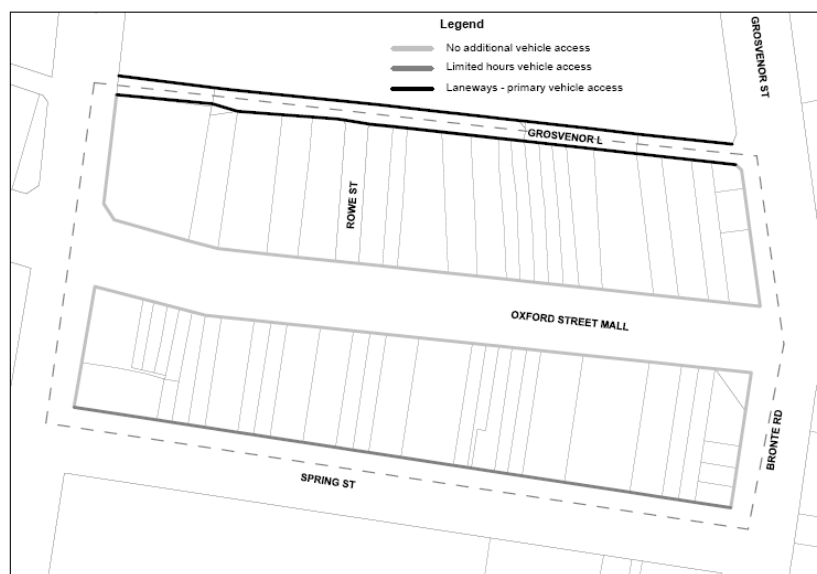 Legend
No additional vehicle access
Limited hours vehicle access
Laneways - primary vehicle access
GROSVENOR ST
GROSVENOR L
ROWE ST
OXFORD STREET MALL
BRONTE RD
SPRING ST